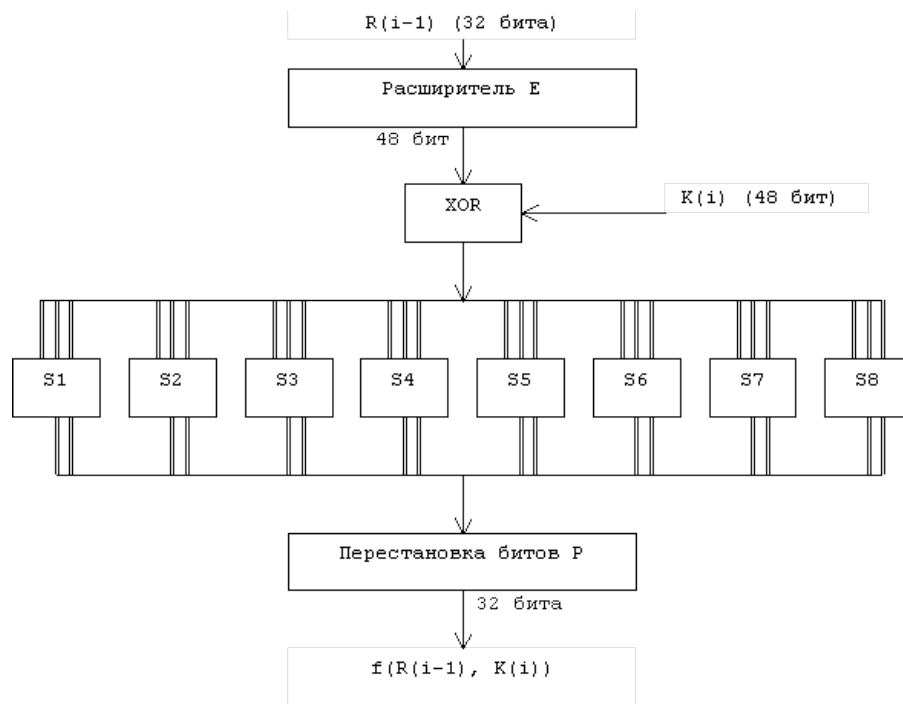 R(i-1) (32 бита)
Расширитель E
48 бит
XOR
K(i) (48 бит)
S1 S2 S3 S4 S5 S6 S7 S8
Перестановка битов P
32 бита
f(R(i-1), K(i))